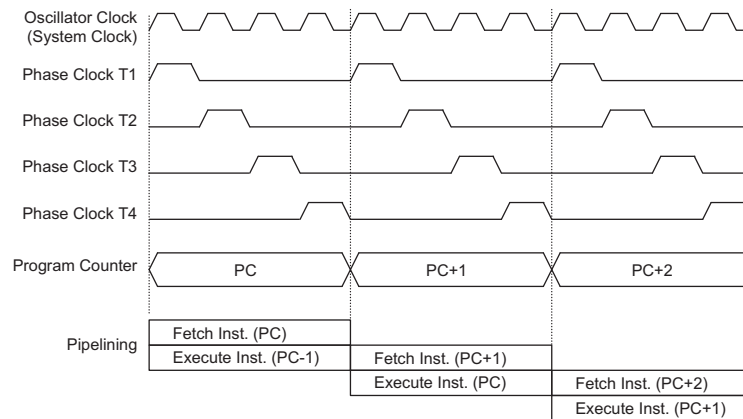 Oscillator Clock
(System Clock)
Phase Clock T1
Phase Clock T2
Phase Clock T3
Phase Clock T4
Program Counter
PC
PC+1
PC+2
Pipelining
Fetch Inst. (PC)
Execute Inst. (PC-1)
Fetch Inst. (PC+1)
Execute Inst. (PC)
Fetch Inst. (PC+2)
Execute Inst. (PC+1)